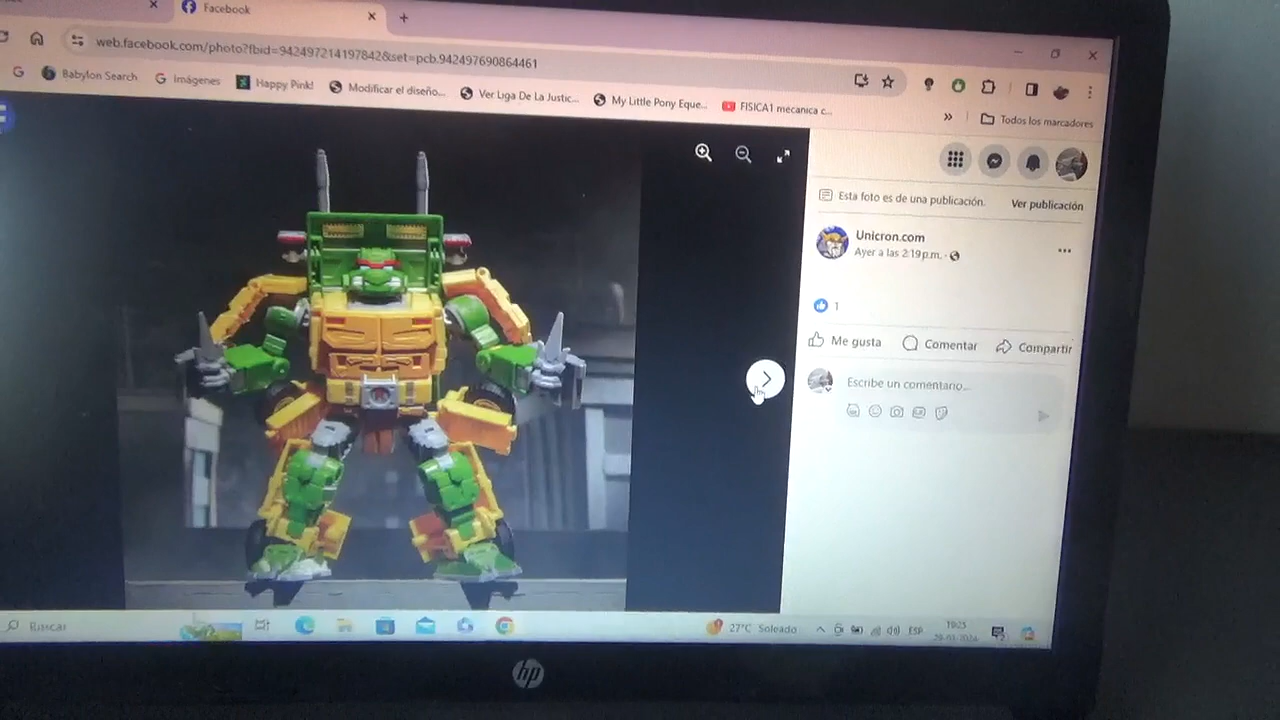 Facebook
web.facebook.com/photo?fbid=942497214197842&set=pcb.942497690864461
Babylon Search
Imágenes
Happy Pink!
Modificar el diseño...
Ver Liga De La Justic...
My Little Pony Eque...
FISICA1 mecanica c...
Todos los marcadores
Esta foto es de una publicación.
Ver publicación
Unicron.com
Ayer a las 2:19 p.m.
1
Me gusta
Comentar
Compartir
Escribe un comentario...
Buscar
27°C Soleado
ESP
hp